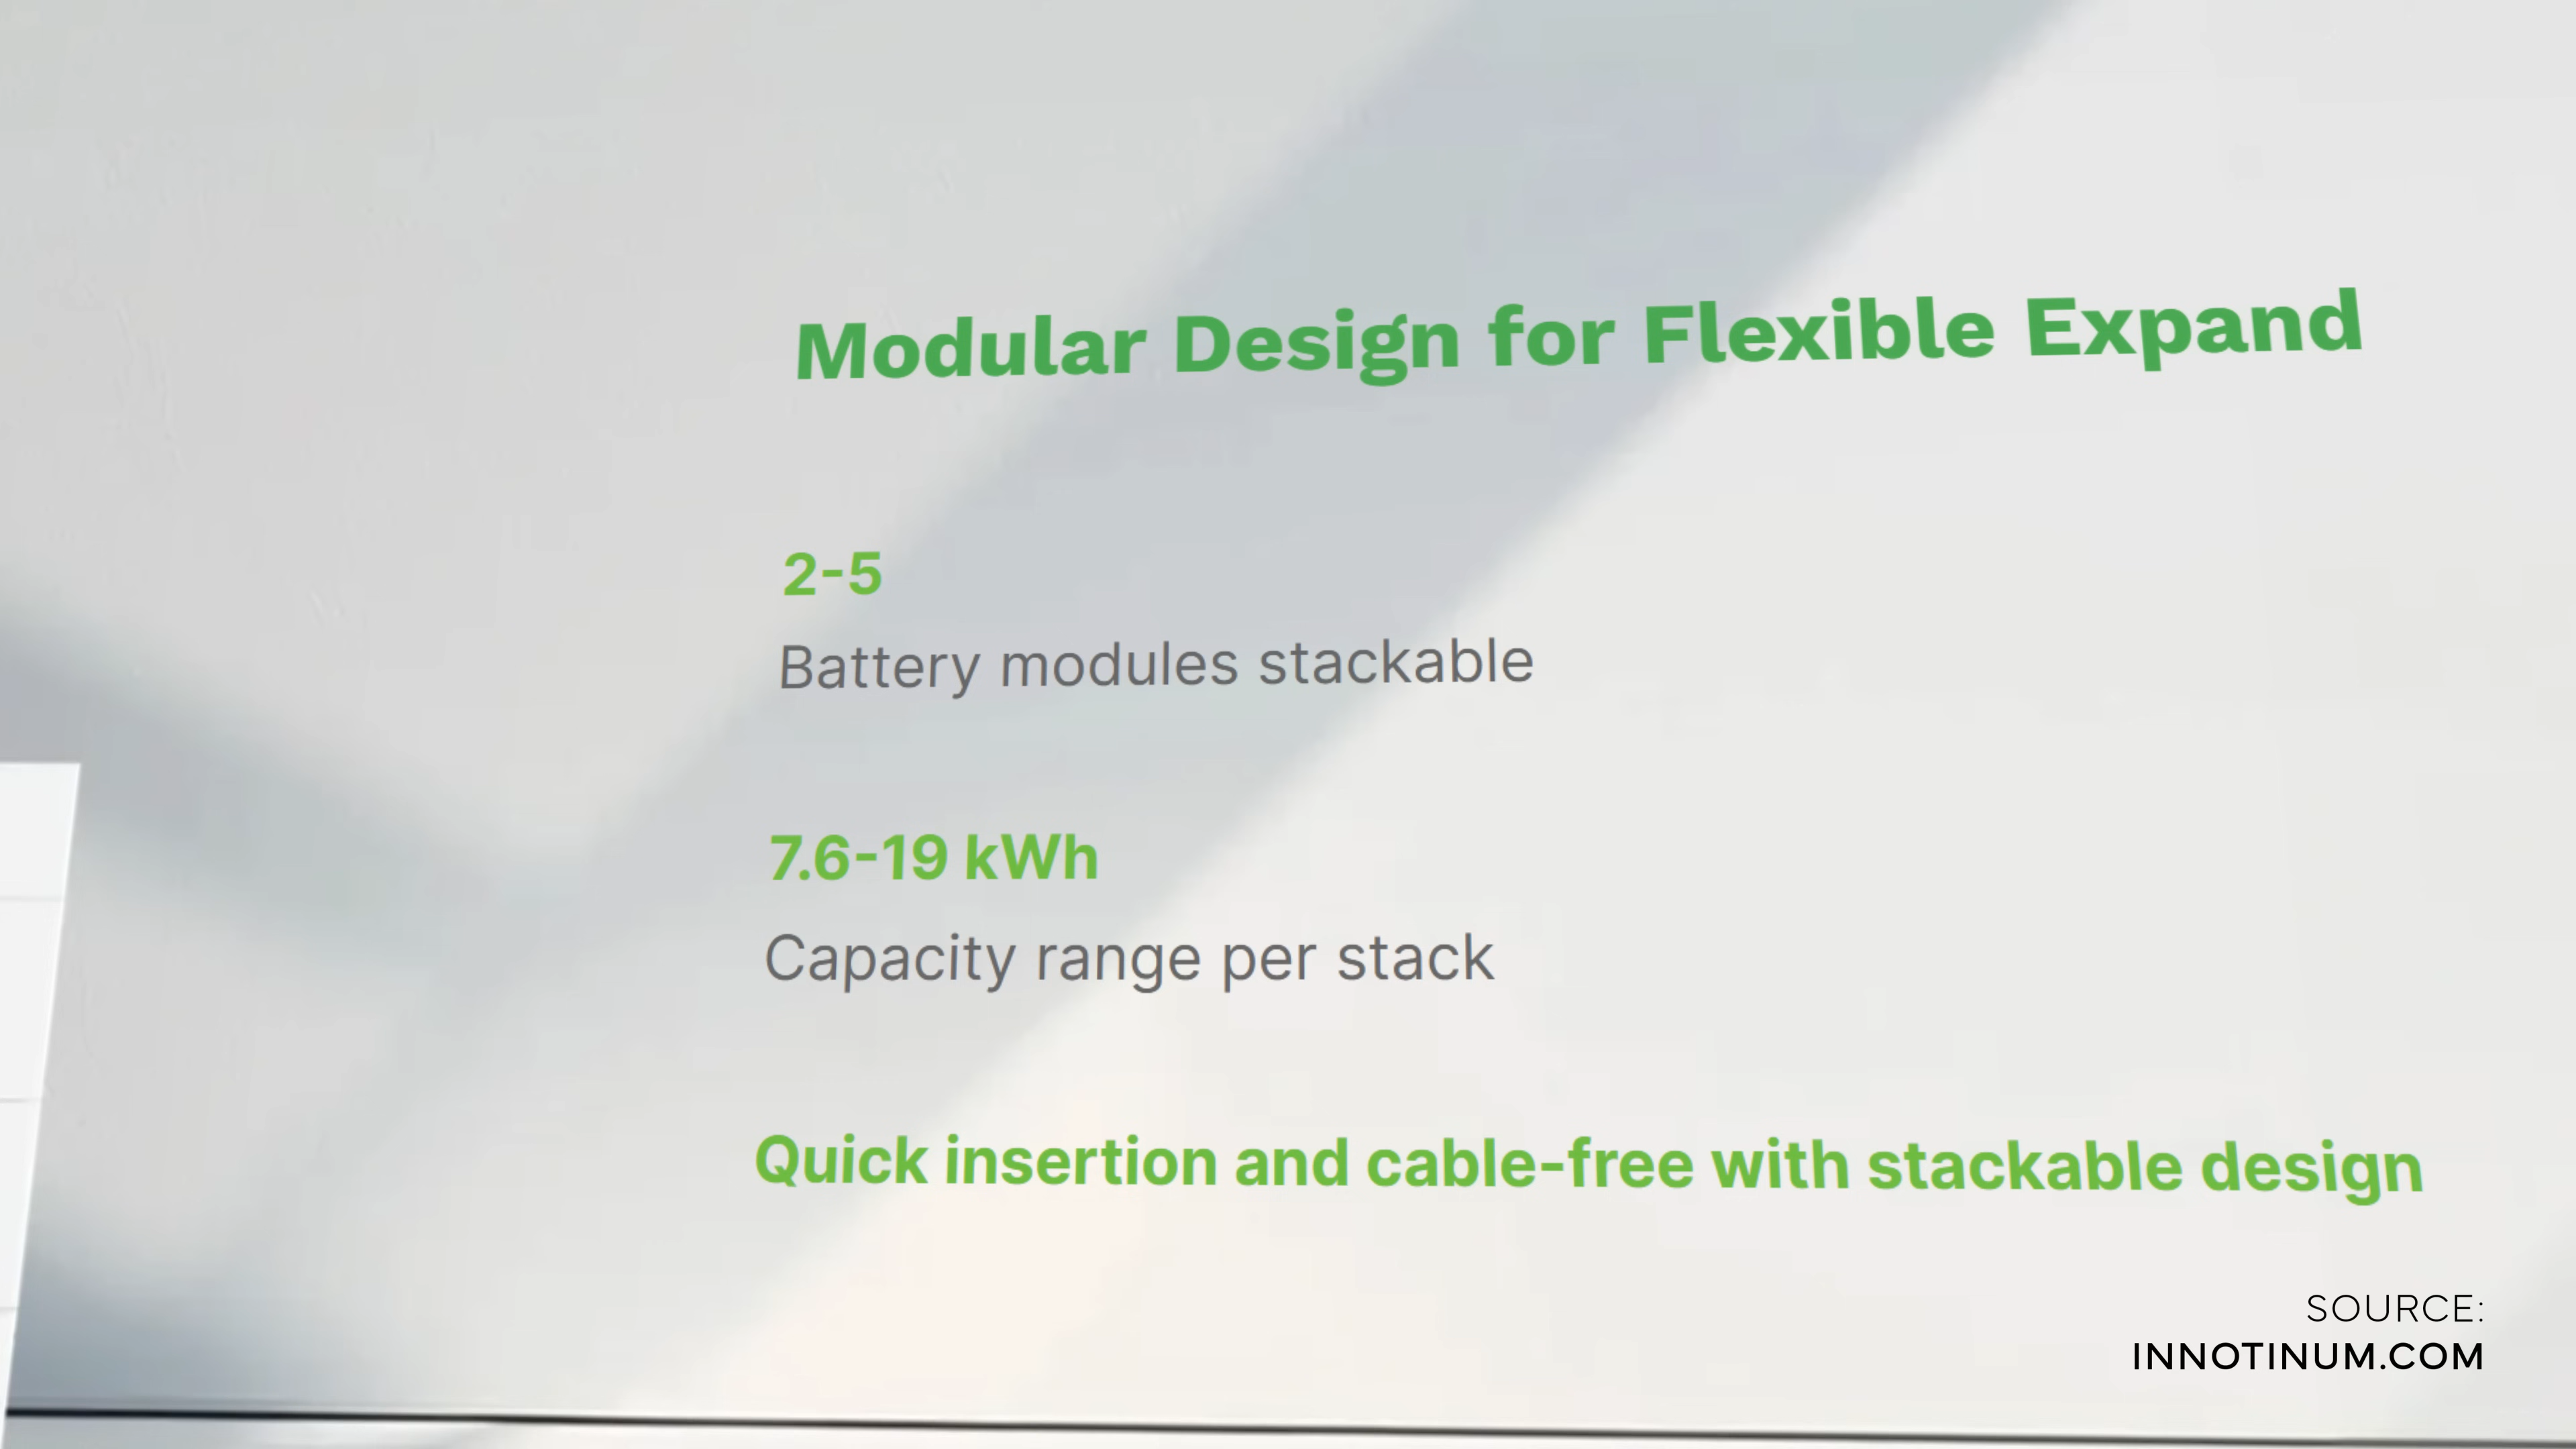 Modular Design for Flexible Expand
2-5
Battery modules stackable
7.6-19 kWh
Capacity range per stack
Quick insertion and cable-free with stackable design
SOURCE:
INNOTINUM.COM